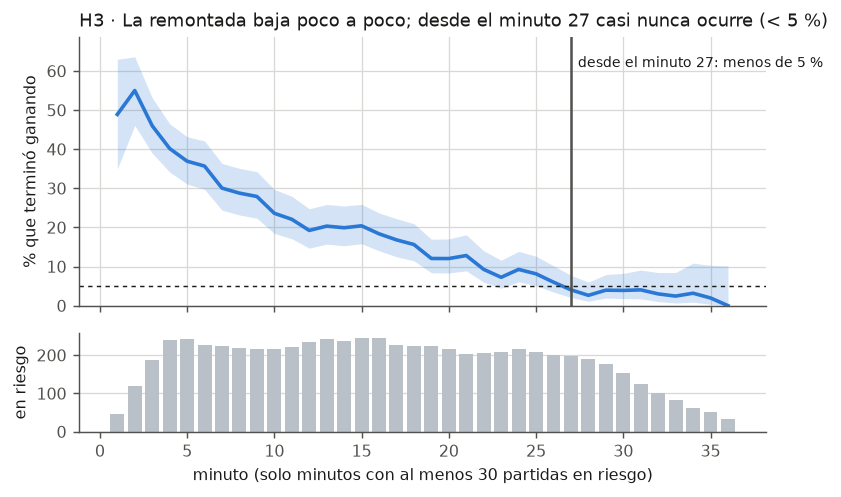 H3 · La remontada baja poco a poco; desde el minuto 27 casi nunca ocurre (< 5 %)
desde el minuto 27: menos de 5 %
% que terminó ganando
60
50
40
30
20
10
0
en riesgo
200
100
0
0 5 10 15 20 25 30 35
minuto (solo minutos con al menos 30 partidas en riesgo)